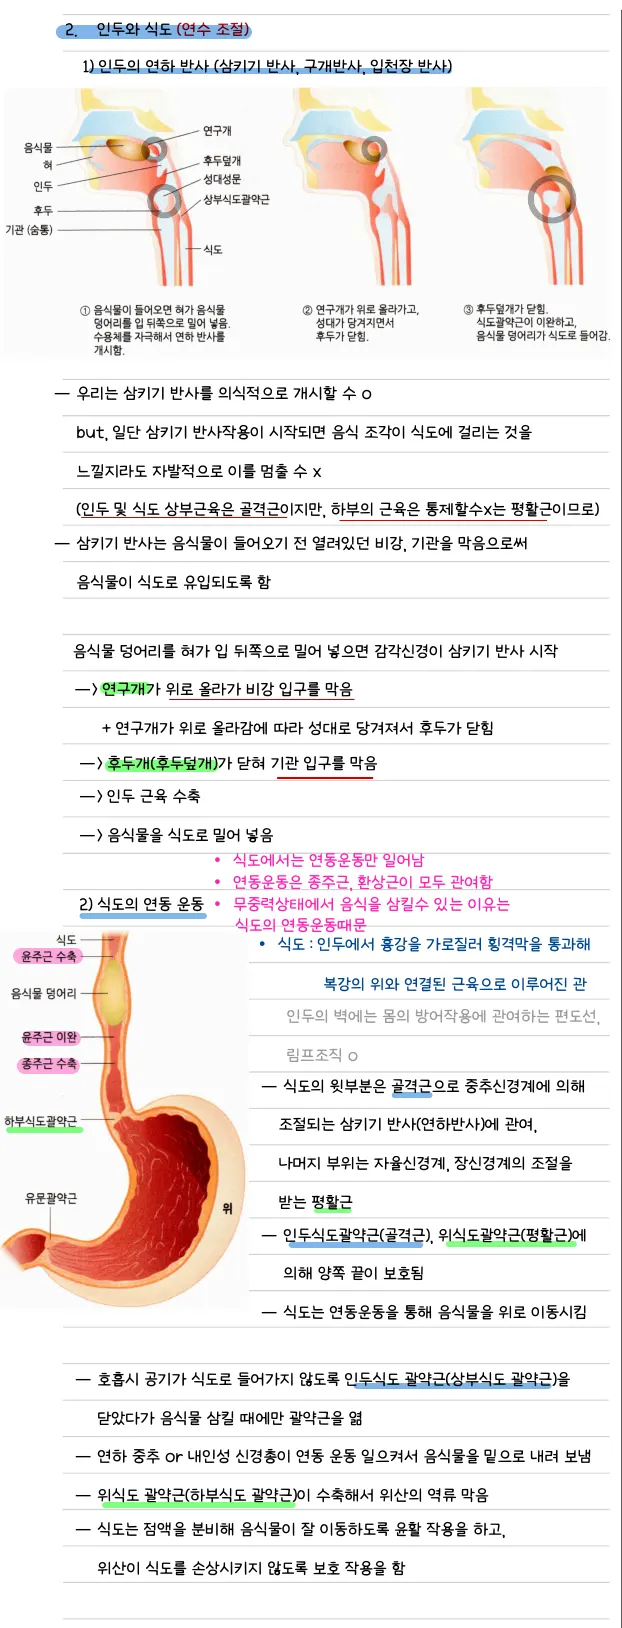 2. 인두와 식도 (연수 조절)
1) 인두의 연하 반사 (삼키기 반사, 구개반사, 입천장 반사)
음식물
혀
인두
후두
기관 (숨통)
연구개
후두덮개
성대성문
상부식도괄약근
식도
① 음식물이 들어오면 혀가 음식물
덩어리를 입 뒤쪽으로 밀어 넣음.
수용체를 자극해서 연하 반사를
개시함.
② 연구개가 위로 올라가고,
성대가 당겨지면서
후두가 닫힘.
③ 후두덮개가 닫힘.
식도괄약근이 이완하고,
음식물 덩어리가 식도로 들어감.
— 우리는 삼키기 반사를 의식적으로 개시할 수 o
but, 일단 삼키기 반사작용이 시작되면 음식 조각이 식도에 걸리는 것을
느낄지라도 자발적으로 이를 멈출 수 x
(인두 및 식도 상부근육은 골격근이지만, 하부의 근육은 통제할수x는 평활근이므로)
— 삼키기 반사는 음식물이 들어오기 전 열려있던 비강, 기관을 막음으로써
음식물이 식도로 유입되도록 함
음식물 덩어리를 혀가 입 뒤쪽으로 밀어 넣으면 감각신경이 삼키기 반사 시작
—> 연구개가 위로 올라가 비강 입구를 막음
+ 연구개가 위로 올라감에 따라 성대로 당겨져서 후두가 닫힘
—> 후두개(후두덮개)가 닫혀 기관 입구를 막음
—> 인두 근육 수축
—> 음식물을 식도로 밀어 넣음
• 식도에서는 연동운동만 일어남
• 연동운동은 종주근, 환상근이 모두 관여함
2) 식도의 연동 운동
• 무중력상태에서 음식을 삼킬수 있는 이유는
식도의 연동운동때문
식도
윤주근 수축
음식물 덩어리
윤주근 이완
종주근 수축
하부식도괄약근
유문괄약근
위
• 식도 : 인두에서 흉강을 가로질러 횡격막을 통과해
복강의 위와 연결된 근육으로 이루어진 관
인두의 벽에는 몸의 방어작용에 관여하는 편도선,
림프조직 o
— 식도의 윗부분은 골격근으로 중추신경계에 의해
조절되는 삼키기 반사(연하반사)에 관여,
나머지 부위는 자율신경계, 장신경계의 조절을
받는 평활근
— 인두식도괄약근(골격근), 위식도괄약근(평활근)에
의해 양쪽 끝이 보호됨
— 식도는 연동운동을 통해 음식물을 위로 이동시킴
— 호흡시 공기가 식도로 들어가지 않도록 인두식도 괄약근(상부식도 괄약근)을
닫았다가 음식물 삼킬 때에만 괄약근을 엶
— 연하 중추 or 내인성 신경총이 연동 운동 일으켜서 음식물을 밑으로 내려 보냄
— 위식도 괄약근(하부식도 괄약근)이 수축해서 위산의 역류 막음
— 식도는 점액을 분비해 음식물이 잘 이동하도록 윤활 작용을 하고,
위산이 식도를 손상시키지 않도록 보호 작용을 함